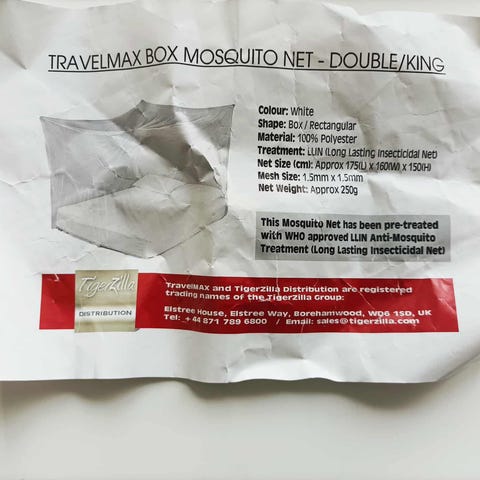 TRAVELMAX BOX MOSQUITO NET - DOUBLE/KING
Colour: White
Shape: Box / Rectangular
Material: 100% Polyester
Treatment: LLIN (Long Lasting Insecticidal Net)
Net Size (cm): Approx 175(L) x 160(W) x 150(H)
Mesh Size: 1.5mm x 1.5mm
Net Weight: Approx 250g
This Mosquito Net has been pre-treated
with WHO approved LLIN Anti-Mosquito
Treatment (Long Lasting Insecticidal Net)
TigerZilla
DISTRIBUTION
TravelMAX and TigerZilla Distribution are registered
trading names of the TigerZilla Group:
Elstree House, Elstree Way, Borehamwood, WD6 1SD, UK
Tel: +44 871 789 6800 / Email: sales@tigerzilla.com